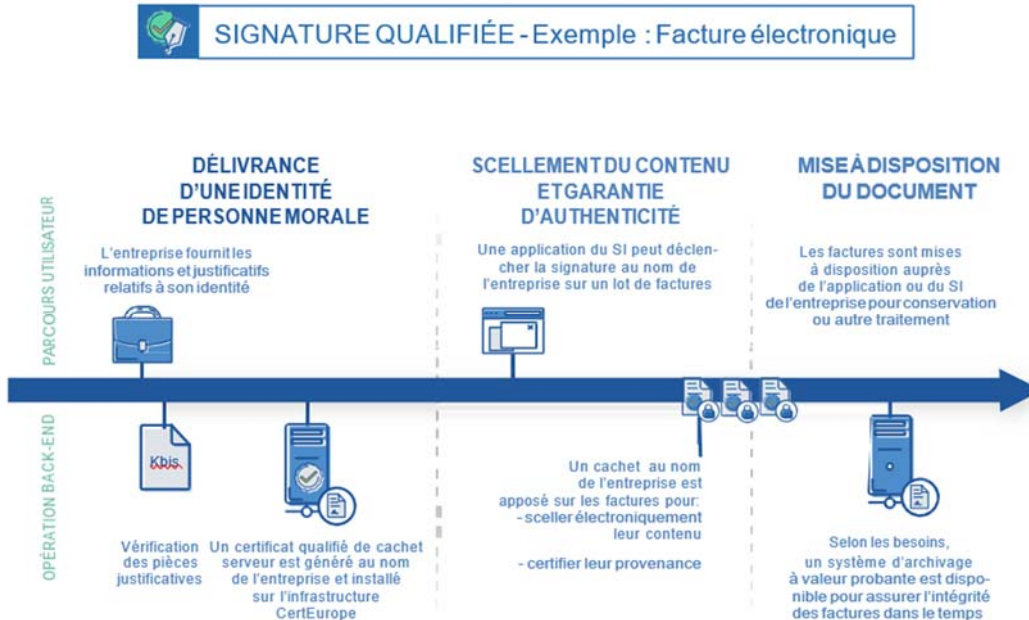 SIGNATURE QUALIFIÉE - Exemple : Facture électronique
PARCOURS UTILISATEUR
DÉLIVRANCE
D'UNE IDENTITÉ
DE PERSONNE MORALE
L'entreprise fournit les
informations et justificatifs
relatifs à son identité
SCELLEMENT DU CONTENU
ET GARANTIE
D'AUTHENTICITÉ
Une application du SI peut déclen-
cher la signature au nom de
l'entreprise sur un lot de factures
MISE À DISPOSITION
DU DOCUMENT
Les factures sont mises
à disposition auprès
de l'application ou du SI
de l'entreprise pour conservation
ou autre traitement
OPÉRATION BACK-END
Kbis
Vérification
des pièces
justificatives
Un certificat qualifié de cachet
serveur est généré au nom
de l'entreprise et installé
sur l'infrastructure
CertEurope
Un cachet au nom
de l'entreprise est
apposé sur les factures pour:
- sceller électroniquement
leur contenu
- certifier leur provenance
Selon les besoins,
un système d'archivage
à valeur probante est dispo-
nible pour assurer l'intégrité
des factures dans le temps